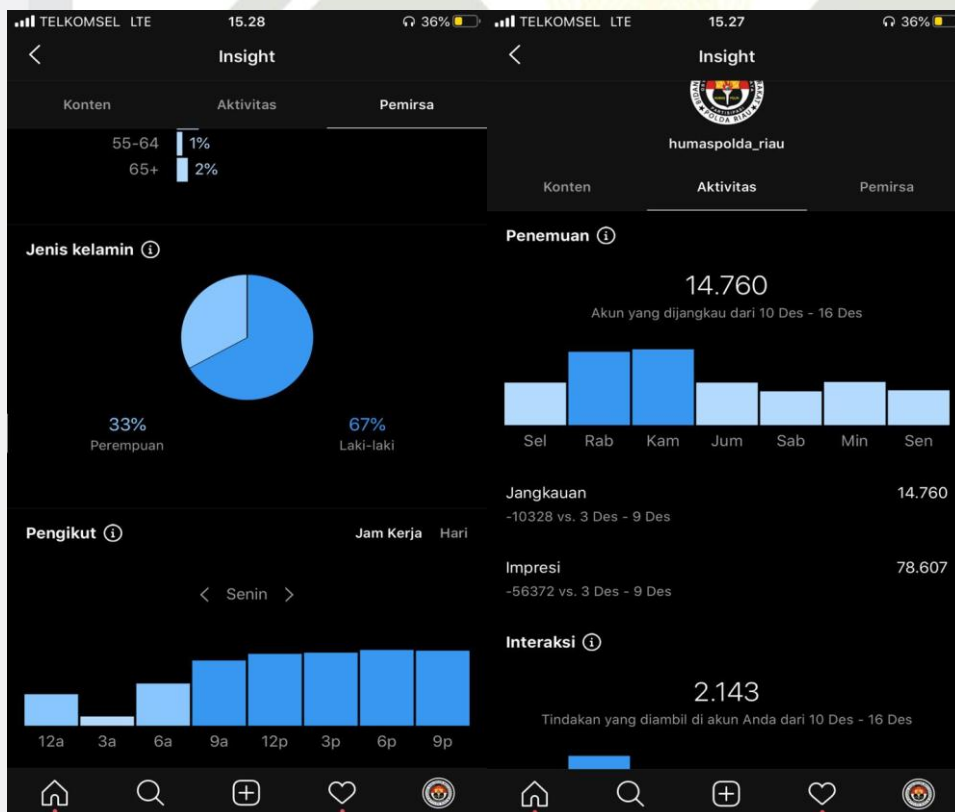 TELKOMSEL LTE 15.28 36%
Insight
Konten Aktivitas Pemirsa
55-64 1%
65+ 2%
Jenis kelamin
33% 67%
Perempuan Laki-laki
Pengikut Jam Kerja Hari
Senin
12a 3a 6a 9a 12p 3p 6p 9p
TELKOMSEL LTE 15.27 36%
Insight
POLDA RIAU
humaspolda_riau
Konten Aktivitas Pemirsa
Penemuan
14.760
Akun yang dijangkau dari 10 Des - 16 Des
Sel Rab Kam Jum Sab Min Sen
Jangkauan 14.760
-10328 vs. 3 Des - 9 Des
Impresi 78.607
-56372 vs. 3 Des - 9 Des
Interaksi
2.143
Tindakan yang diambil di akun Anda dari 10 Des - 16 Des